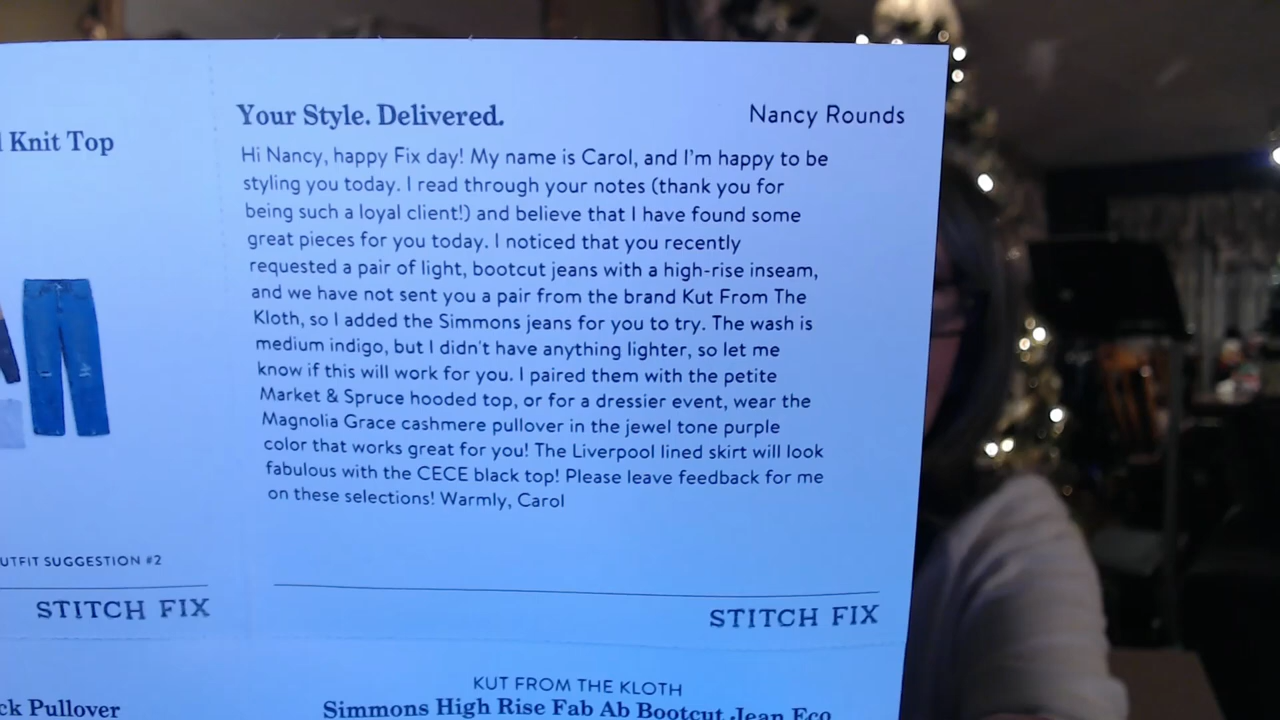 Knit Top
UTFIT SUGGESTION #2
STITCH FIX
ck Pullover
Your Style. Delivered.
Nancy Rounds
Hi Nancy, happy Fix day! My name is Carol, and I'm happy to be
styling you today. I read through your notes (thank you for
being such a loyal client!) and believe that I have found some
great pieces for you today. I noticed that you recently
requested a pair of light, bootcut jeans with a high-rise inseam,
and we have not sent you a pair from the brand Kut From The
Kloth, so I added the Simmons jeans for you to try. The wash is
medium indigo, but I didn't have anything lighter, so let me
know if this will work for you. I paired them with the petite
Market & Spruce hooded top, or for a dressier event, wear the
Magnolia Grace cashmere pullover in the jewel tone purple
color that works great for you! The Liverpool lined skirt will look
fabulous with the CECE black top! Please leave feedback for me
on these selections! Warmly, Carol
STITCH FIX
KUT FROM THE KLOTH
Simmons High Rise Fab Ab Bootcut Jean Eco